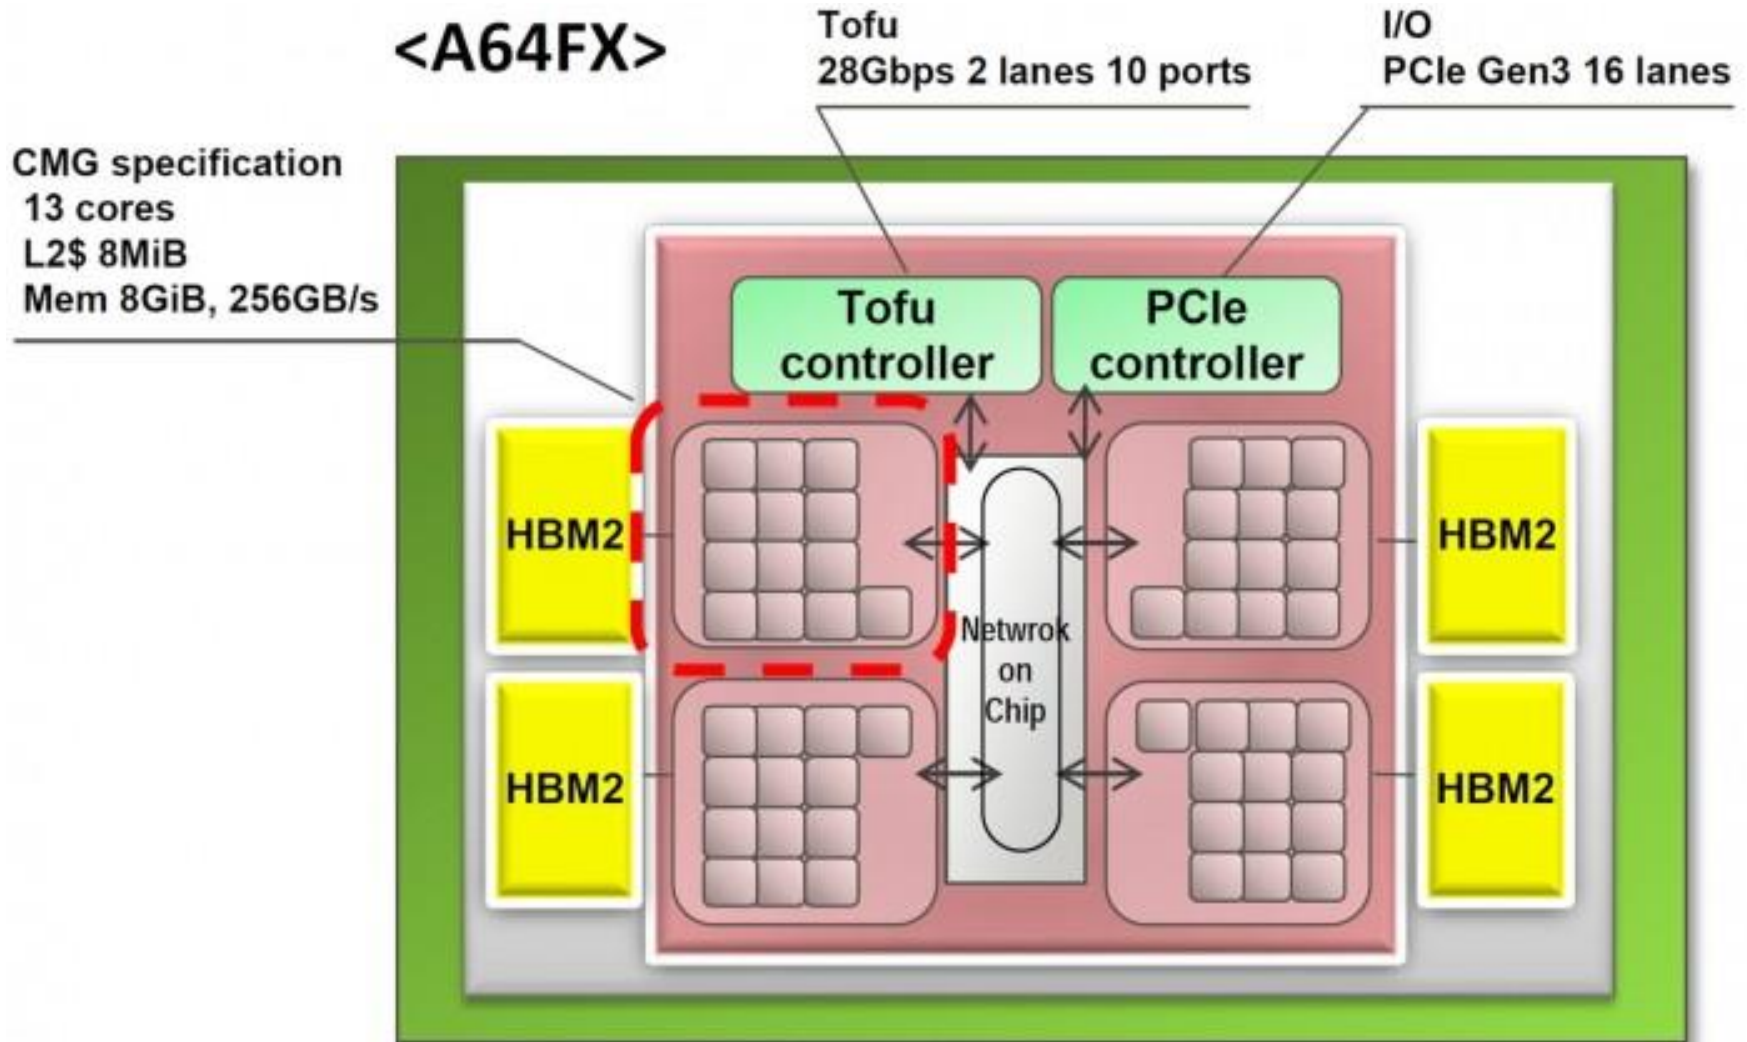 <A64FX>
Tofu
28Gbps 2 lanes 10 ports
I/O
PCIe Gen3 16 lanes
CMG specification
13 cores
L2$ 8MiB
Mem 8GiB, 256GB/s
Tofu
controller
PCIe
controller
HBM2
HBM2
Netwrok
on
Chip
HBM2
HBM2